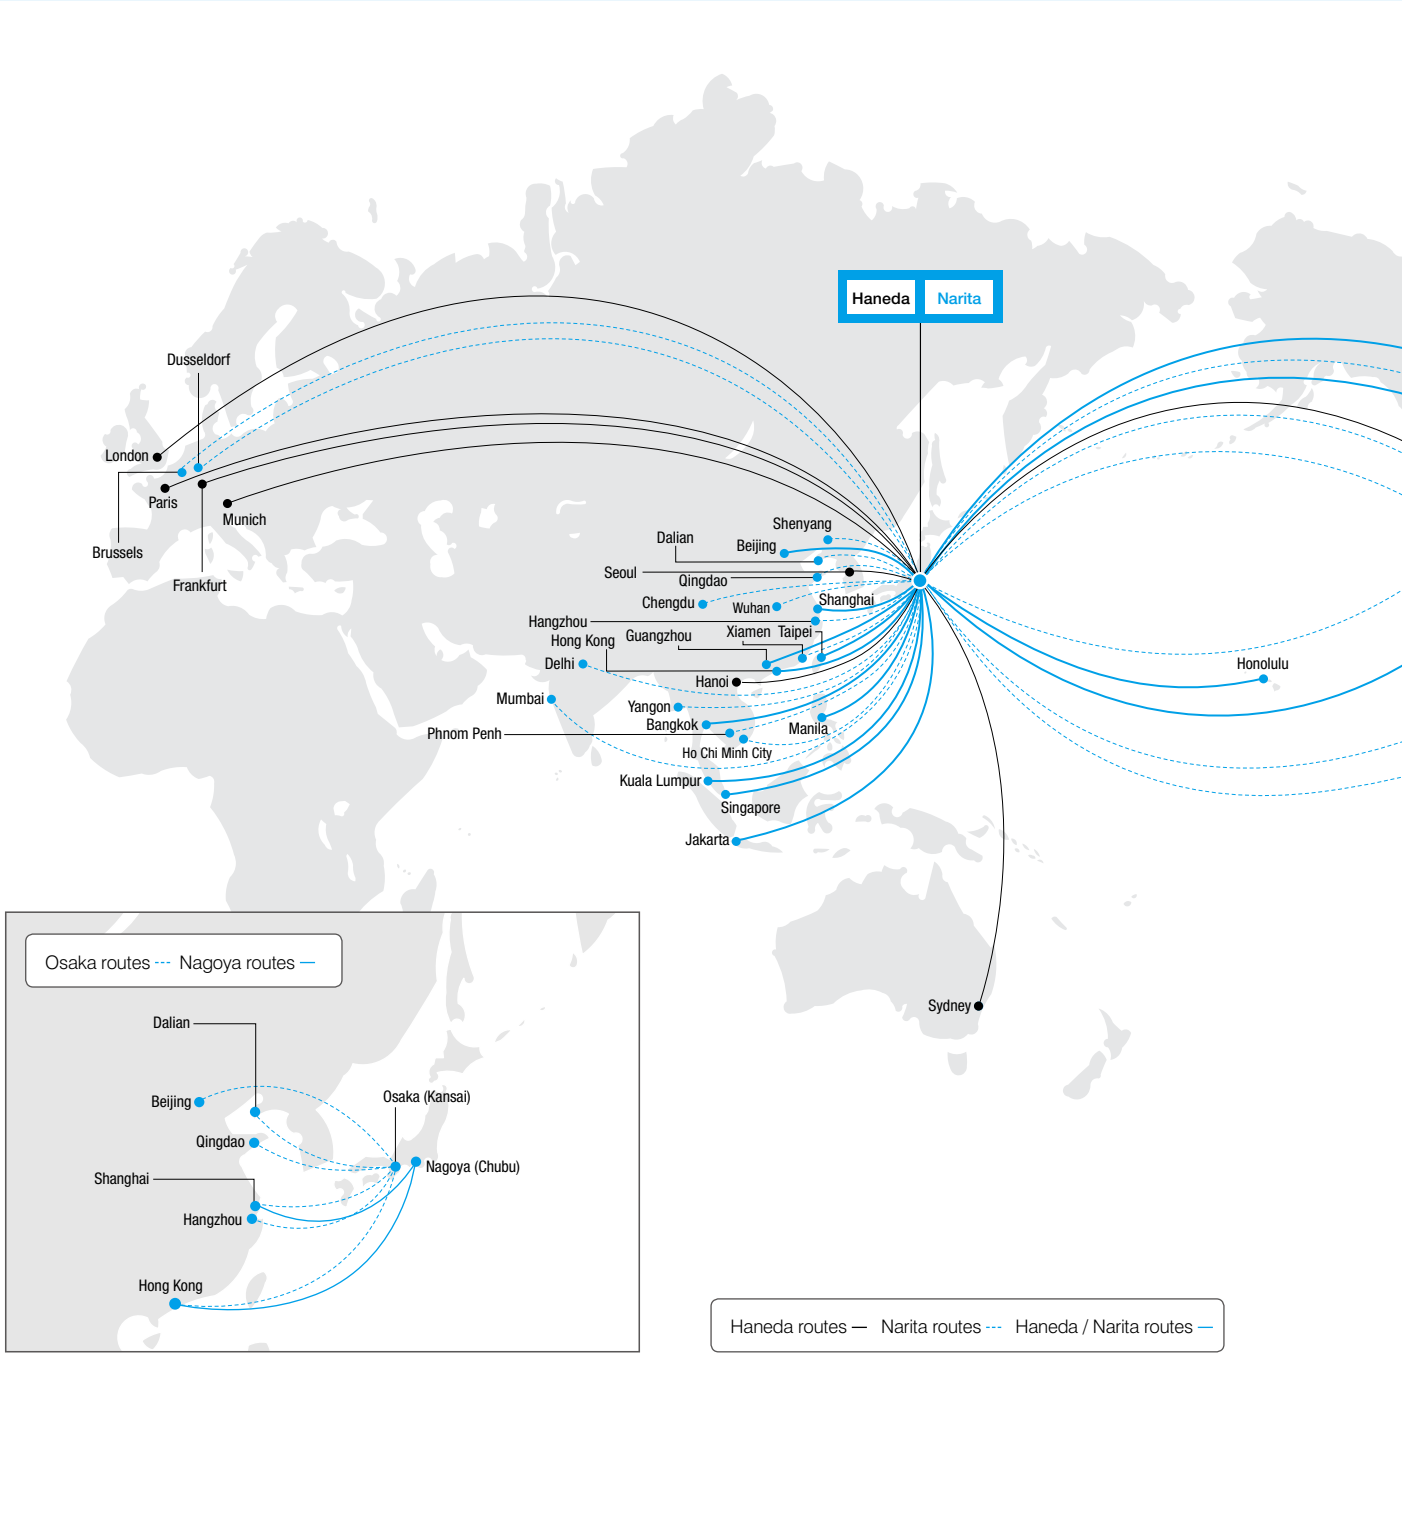 Haneda
Narita
Dusseldorf
London
Paris
Munich
Brussels
Frankfurt
Shenyang
Dalian
Beijing
Seoul
Qingdao
Chengdu
Wuhan
Shanghai
Hangzhou
Hong Kong
Guangzhou
Xiamen
Taipei
Delhi
Hanoi
Mumbai
Yangon
Bangkok
Manila
Phnom Penh
Ho Chi Minh City
Kuala Lumpur
Singapore
Jakarta
Honolulu
Sydney
Osaka routes
Nagoya routes
Dalian
Beijing
Osaka (Kansai)
Qingdao
Nagoya (Chubu)
Shanghai
Hangzhou
Hong Kong
Haneda routes
Narita routes
Haneda / Narita routes